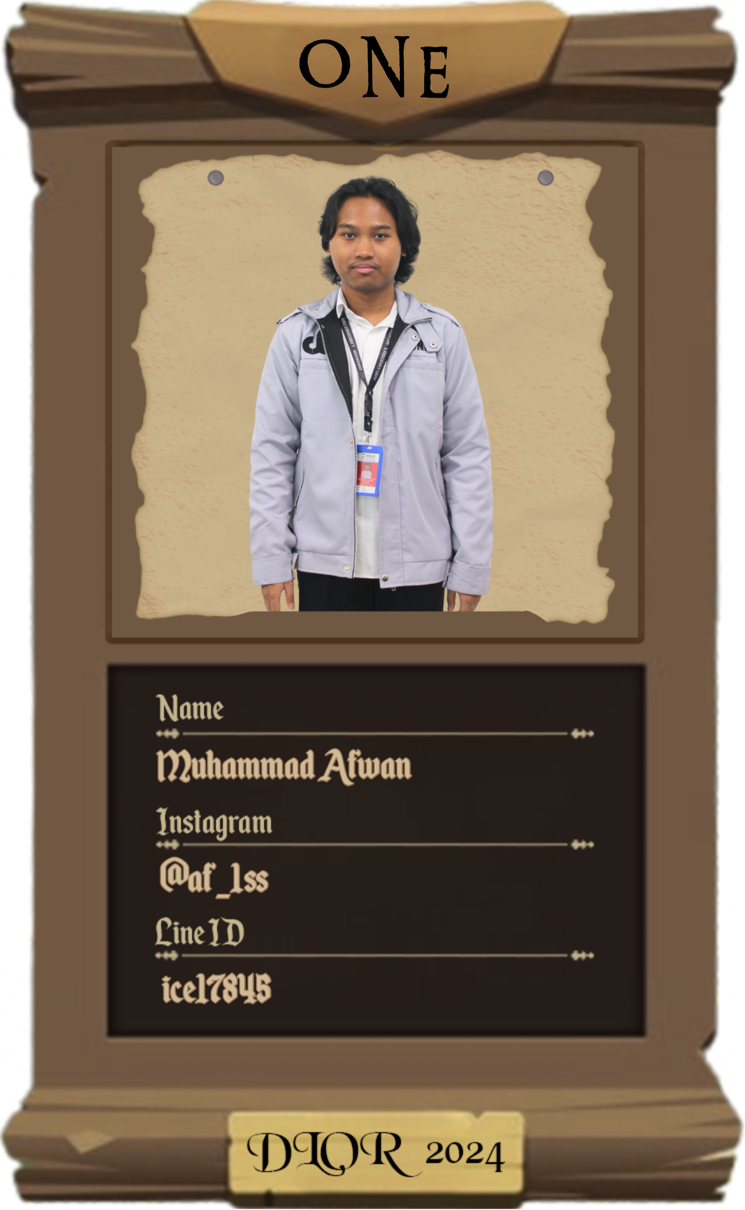 ONE
Name
Muhammad Afwan
Instagram
@af_1ss
Line ID
ice17845
DLOR 2024